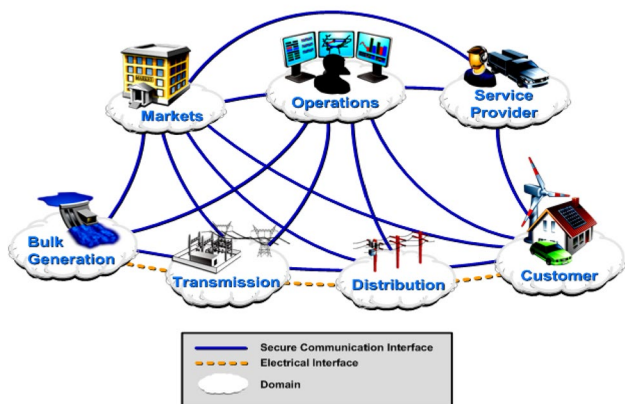 Markets
Operations
Service
Provider
Bulk
Generation
Transmission
Distribution
Customer
Secure Communication Interface
Electrical Interface
Domain